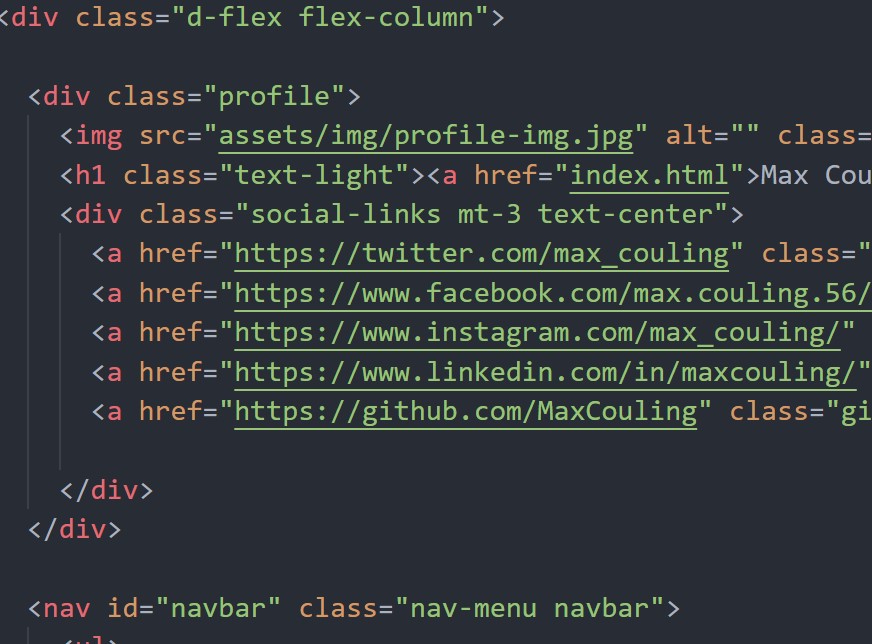 <div class="d-flex flex-column">
<div class="profile">
<img src="assets/img/profile-img.jpg" alt="" class=
<h1 class="text-light"><a href="index.html">Max Cou
<div class="social-links mt-3 text-center">
<a href="https://twitter.com/max_couling" class="
<a href="https://www.facebook.com/max.couling.56/
<a href="https://www.instagram.com/max_couling/"
<a href="https://www.linkedin.com/in/maxcouling/"
<a href="https://github.com/MaxCouling" class="gi
</div>
</div>
<nav id="navbar" class="nav-menu navbar">
<ul>